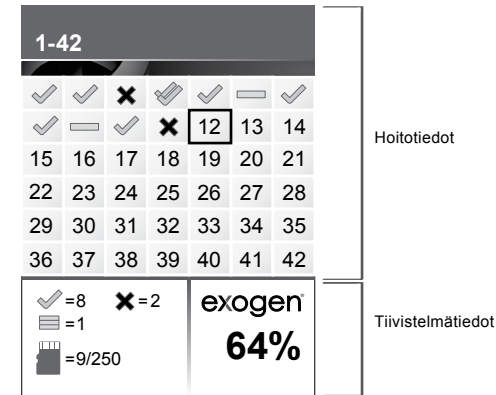 1-42
12 13 14
15 16 17 18 19 20 21
22 23 24 25 26 27 28
29 30 31 32 33 34 35
36 37 38 39 40 41 42
=8 =2
=1
=9/250
exogen
64%
Hoitotiedot
Tiivistelmätiedot